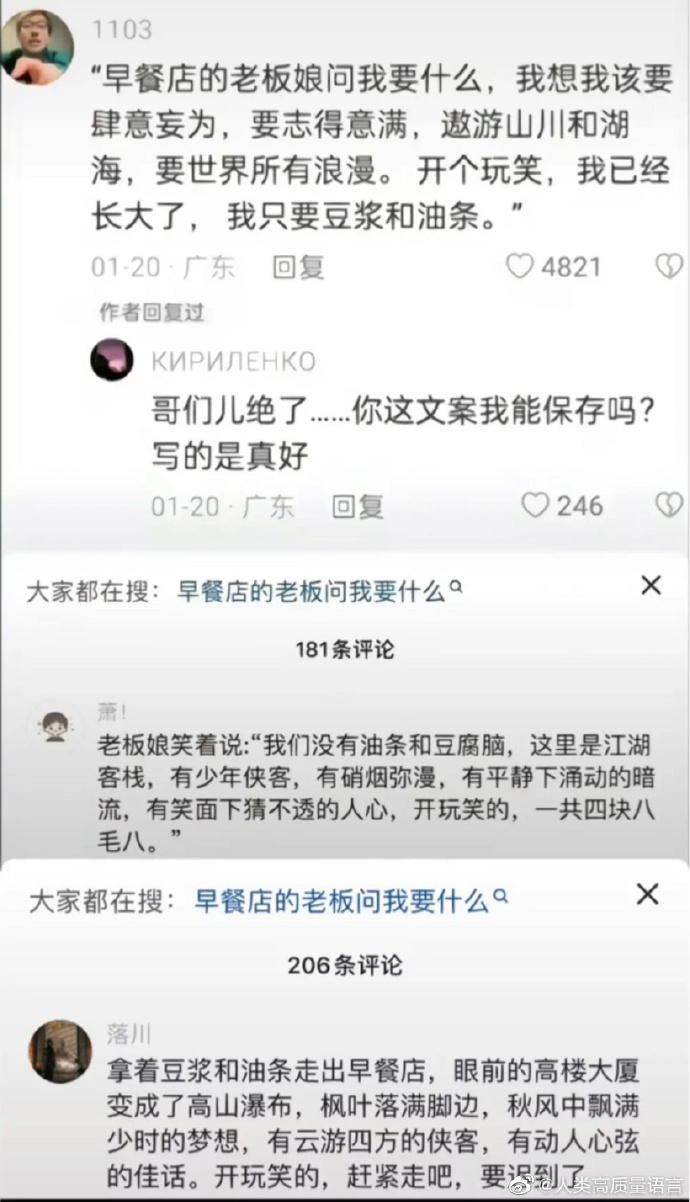 1103
“早餐店的老板娘问我要什么，我想我该要
肆意妄为，要志得意满，遨游山川和湖
海，要世界所有浪漫。开个玩笑，我已经
长大了， 我只要豆浆和油条。”
01-20 · 广东 回复 4821
作者回复过
КИРИЛЕНКО
哥们儿绝了……你这文案我能保存吗？
写的是真好
01-20 · 广东 回复 246
大家都在搜：早餐店的老板问我要什么
181条评论
萧！
老板娘笑着说:“我们没有油条和豆腐脑，这里是江湖
客栈，有少年侠客，有硝烟弥漫，有平静下涌动的暗
流，有笑面下猜不透的人心，开玩笑的，一共四块八
毛八。”
大家都在搜：早餐店的老板问我要什么
206条评论
落川
拿着豆浆和油条走出早餐店，眼前的高楼大厦
变成了高山瀑布，枫叶落满脚边，秋风中飘满
少时的梦想，有云游四方的侠客，有动人心弦
的佳话。开玩笑的，赶紧走吧，要迟到了
@人类高质量语言